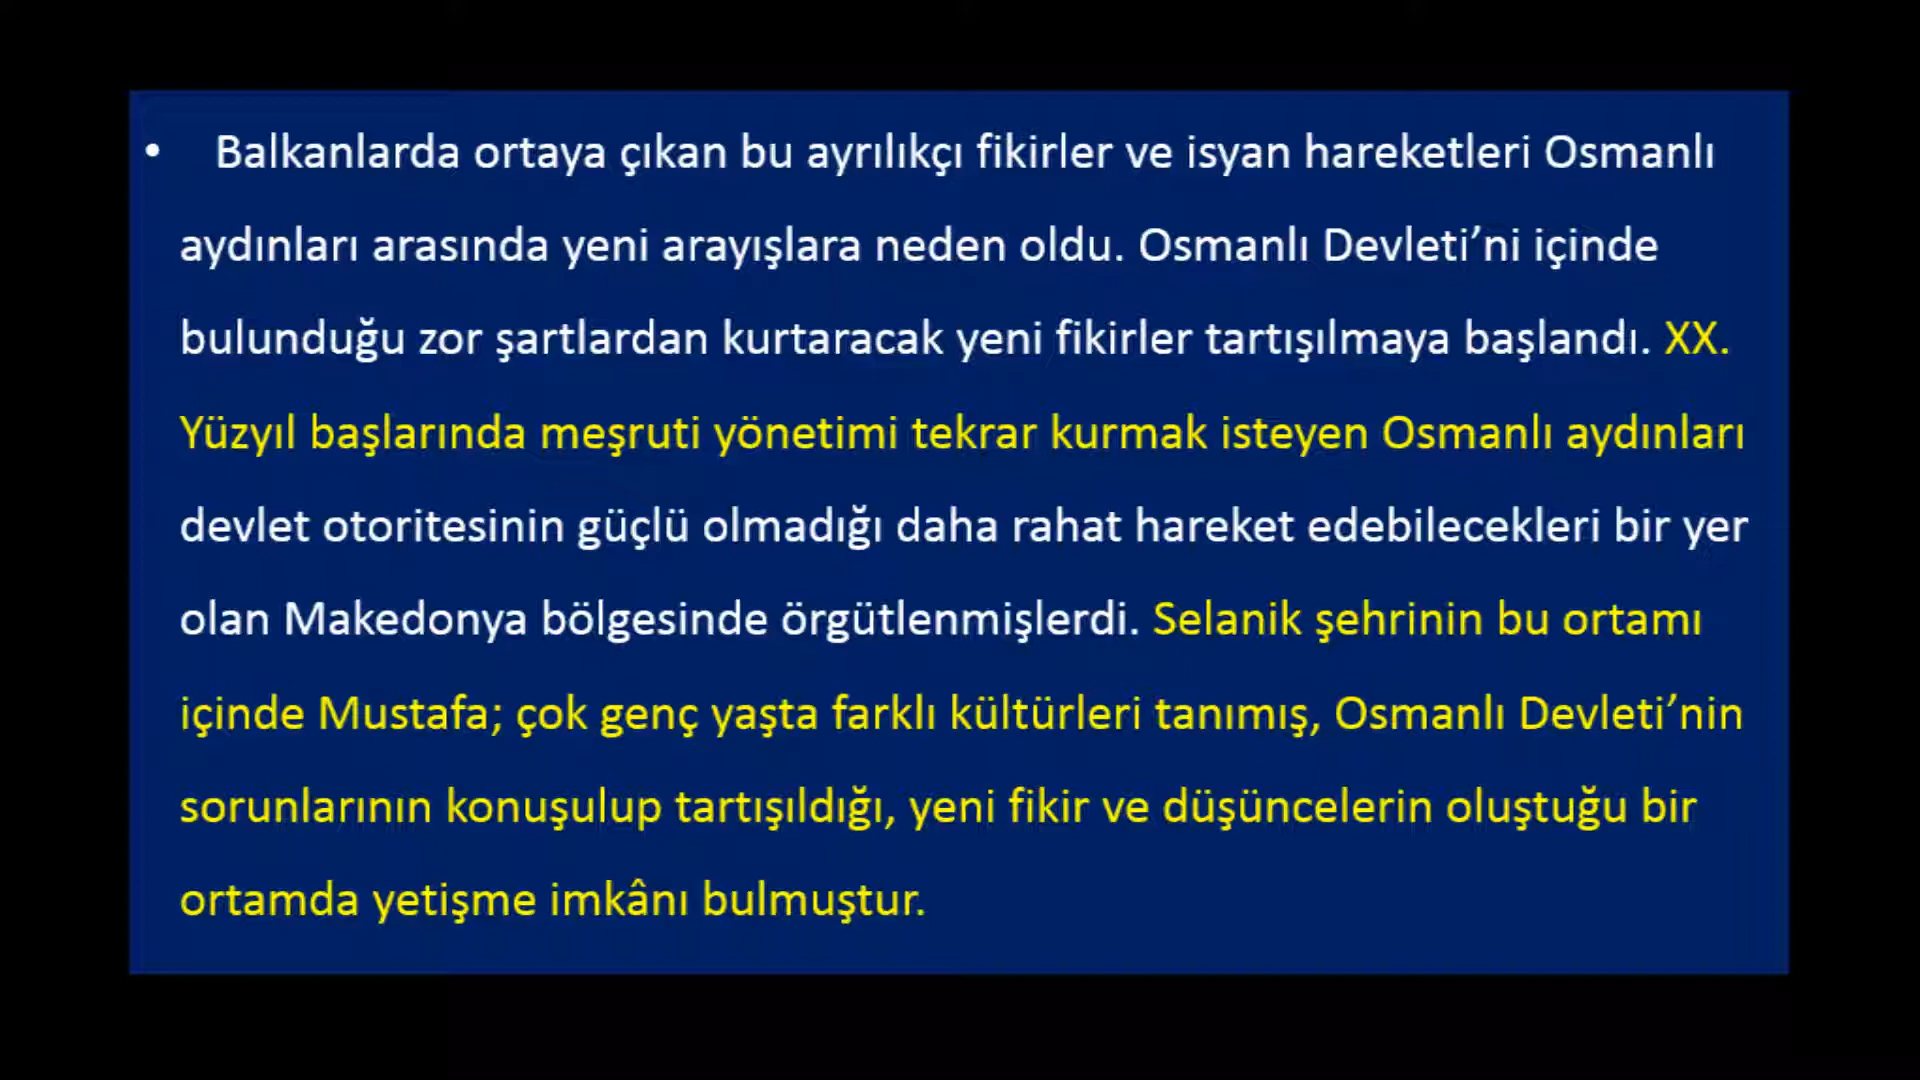 • Balkanlarda ortaya çıkan bu ayrılıkçı fikirler ve isyan hareketleri Osmanlı
aydınları arasında yeni arayışlara neden oldu. Osmanlı Devleti’ni içinde
bulunduğu zor şartlardan kurtaracak yeni fikirler tartışılmaya başlandı. XX.
Yüzyıl başlarında meşruti yönetimi tekrar kurmak isteyen Osmanlı aydınları
devlet otoritesinin güçlü olmadığı daha rahat hareket edebilecekleri bir yer
olan Makedonya bölgesinde örgütlenmişlerdi. Selanik şehrinin bu ortamı
içinde Mustafa; çok genç yaşta farklı kültürleri tanımış, Osmanlı Devleti’nin
sorunlarının konuşulup tartışıldığı, yeni fikir ve düşüncelerin oluştuğu bir
ortamda yetişme imkânı bulmuştur.